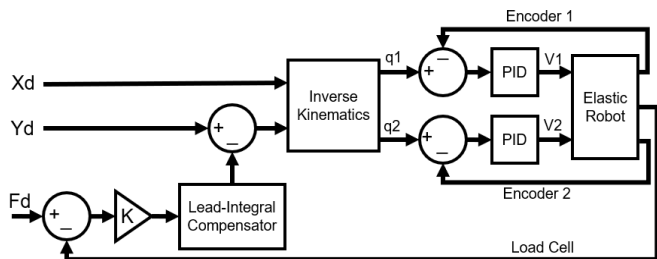 Encoder 1
Xd
q1
+
−
PID
V1
Inverse
Kinematics
Elastic
Robot
Yd
+
−
q2
+
−
PID
V2
Encoder 2
Fd
+
−
K
Lead-Integral
Compensator
Load Cell